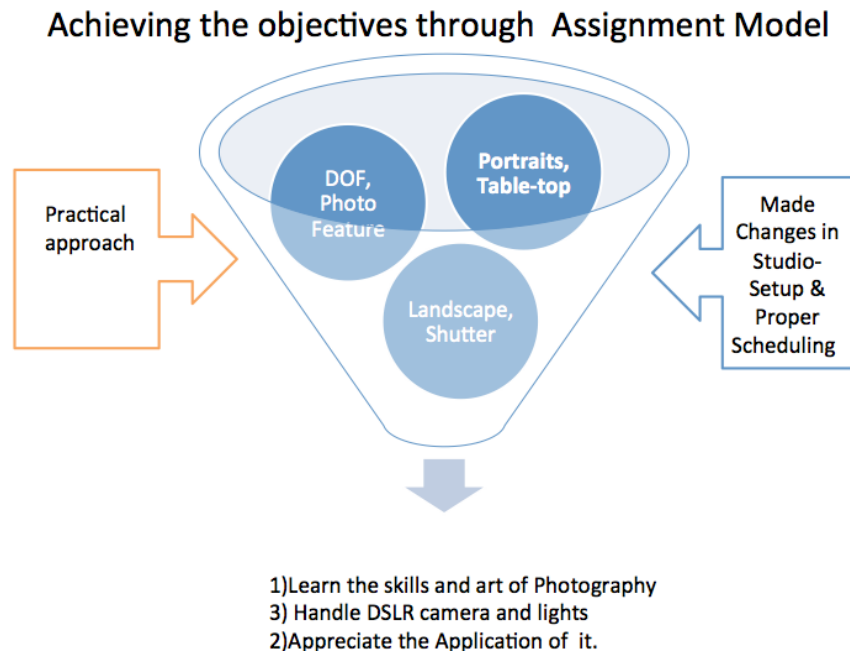 Achieving the objectives through Assignment Model
Practical
approach
DOF,
Photo
Feature
Portraits,
Table-top
Landscape,
Shutter
Made
Changes in
Studio-
Setup &
Proper
Scheduling
1)Learn the skills and art of Photography
3) Handle DSLR camera and lights
2)Appreciate the Application of it.